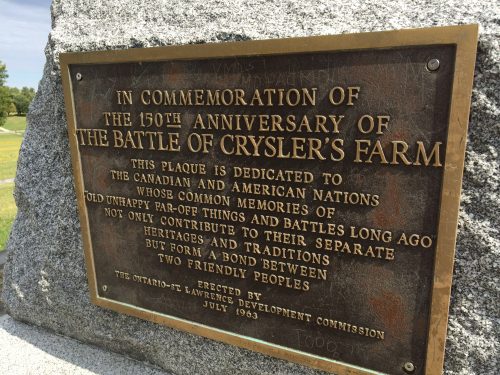 IN COMMEMORATION OF
THE 150TH ANNIVERSARY OF
THE BATTLE OF CRYSLER'S FARM
THIS PLAQUE IS DEDICATED TO
THE CANADIAN AND AMERICAN NATIONS
WHOSE COMMON MEMORIES OF
OLD UNHAPPY FAR-OFF THINGS AND BATTLES LONG AGO
NOT ONLY CONTRIBUTE TO THEIR SEPARATE
HERITAGES AND TRADITIONS
BUT FORM A BOND BETWEEN
TWO FRIENDLY PEOPLES
ERECTED BY
THE ONTARIO-ST. LAWRENCE DEVELOPMENT COMMISSION
JULY 1963